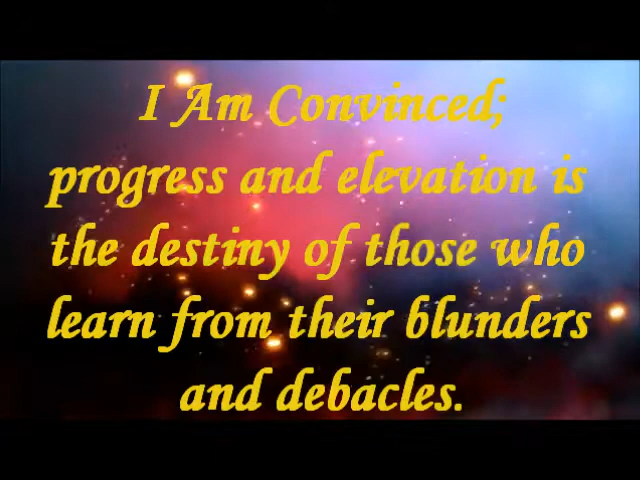 I Am Convinced;
progress and elevation is
the destiny of those who
learn from their blunders
and debacles.